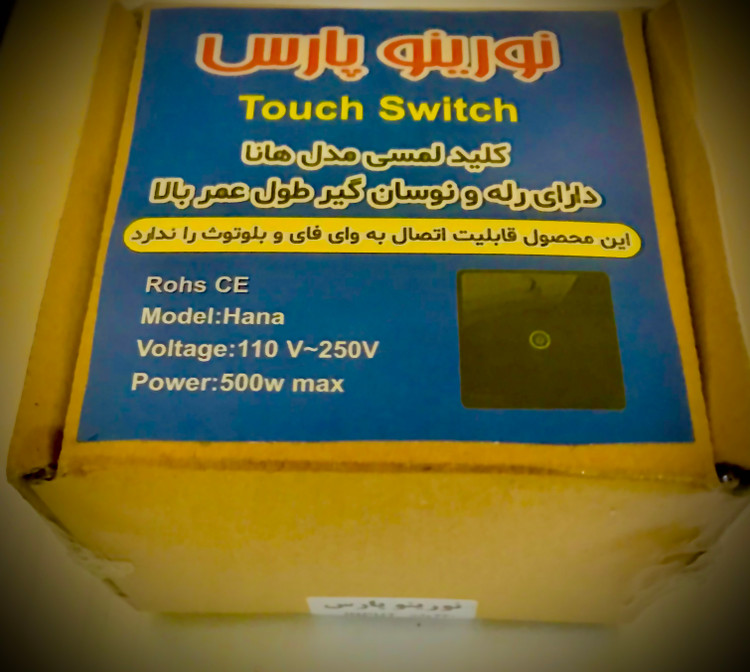 نورینو پارس
Touch Switch
کلید لمسی مدل هانا
دارای رله و نوسان گیر طول عمر بالا
این محصول قابلیت اتصال به وای فای و بلوتوث را ندارد
Rohs CE
Model:Hana
Voltage:110 V~250V
Power:500w max
نورینو پارس